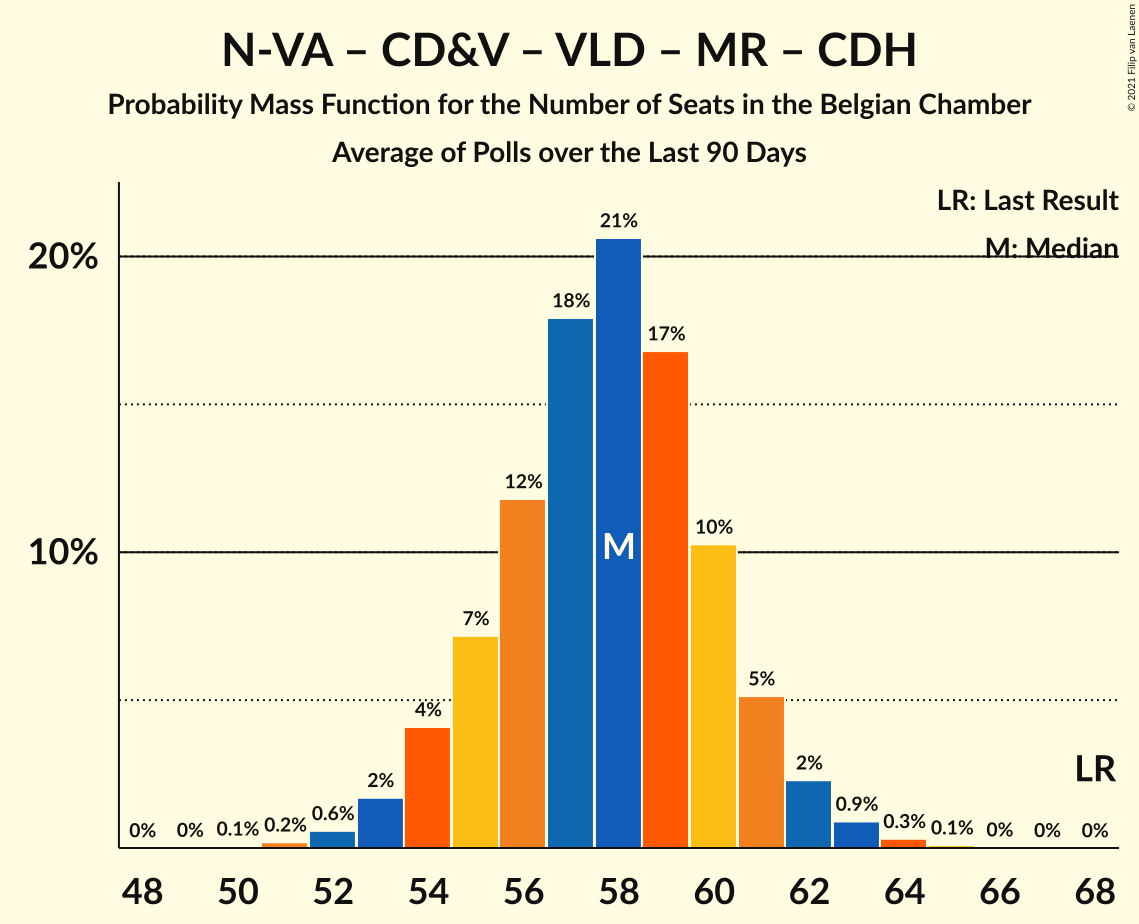 N-VA – CD&V – VLD – MR – CDH
Probability Mass Function for the Number of Seats in the Belgian Chamber
Average of Polls over the Last 90 Days
© 2021 Filip van Laenen
LR: Last Result
M: Median
20%
10%
0%
0%
0.1%
0.2%
0.6%
2%
4%
7%
12%
18%
21%
17%
10%
5%
2%
0.9%
0.3%
0.1%
0%
0%
0%
M
LR
48 50 52 54 56 58 60 62 64 66 68